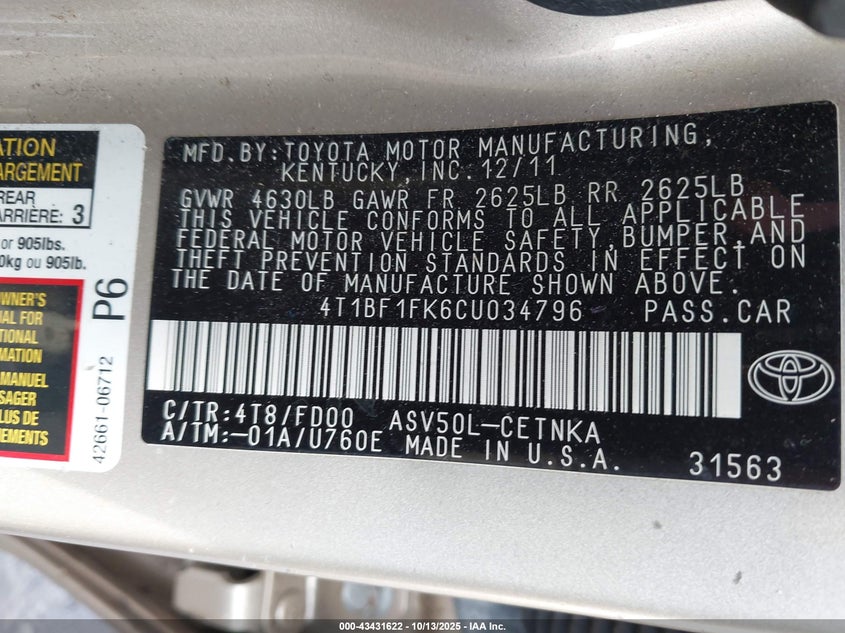 ATION
ARGEMENT
REAR
ARRIÈRE: 3
or 905lbs.
0kg ou 905lb.
WNER'S
AL FOR
TIONAL
MATION
MANUEL
SAGER
LUS DE
EMENTS
P6
42661-06712
MFD.BY:TOYOTA MOTOR MANUFACTURING,
KENTUCKY,INC.12/11
GVWR 4630LB GAWR FR 2625LB RR 2625LB
THIS VEHICLE CONFORMS TO ALL APPLICABLE
FEDERAL MOTOR VEHICLE SAFETY,BUMPER,AND
THEFT PREVENTION STANDARDS IN EFFECT ON
THE DATE OF MANUFACTURE SHOWN ABOVE.
4T1BF1FK6CU034796 PASS.CAR
C/TR:4T8/FD00 ASV50L-CETNKA
A/TM:-01A/U760E MADE IN U.S.A. 31563
000-43431622 | 10/13/2025 | IAA, Inc.